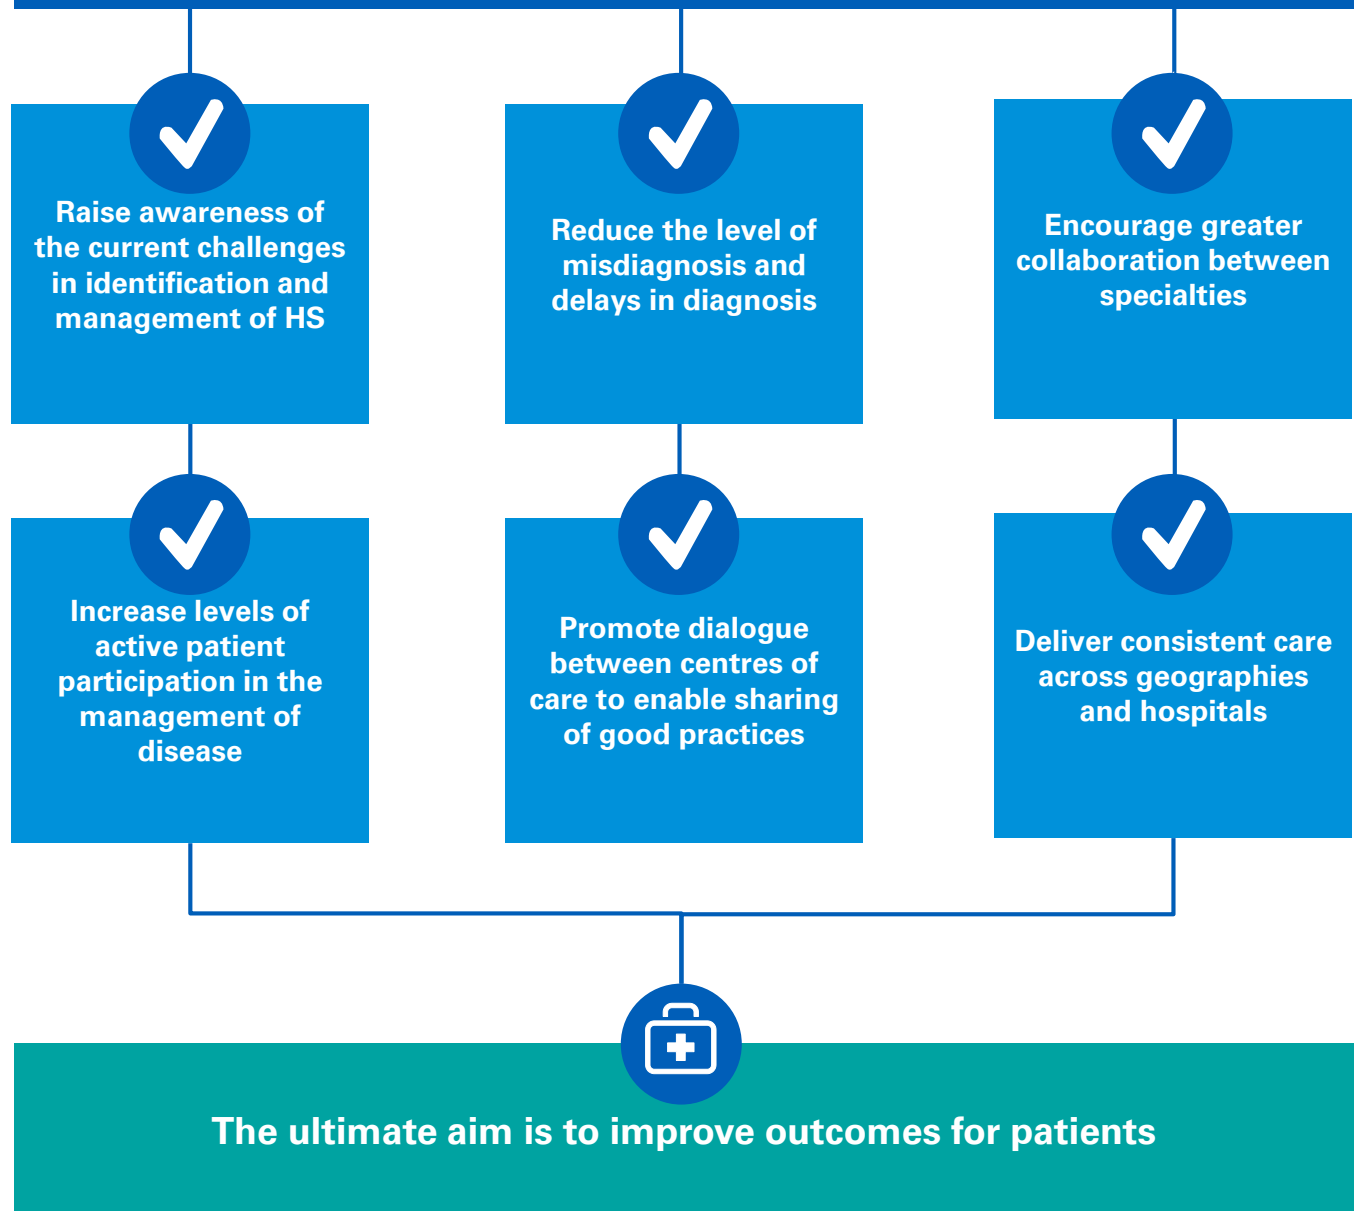 Raise awareness of
the current challenges
in identification and
management of HS
Reduce the level of
misdiagnosis and
delays in diagnosis
Encourage greater
collaboration between
specialties
Increase levels of
active patient
participation in the
management of
disease
Promote dialogue
between centres of
care to enable sharing
of good practices
Deliver consistent care
across geographies
and hospitals
The ultimate aim is to improve outcomes for patients